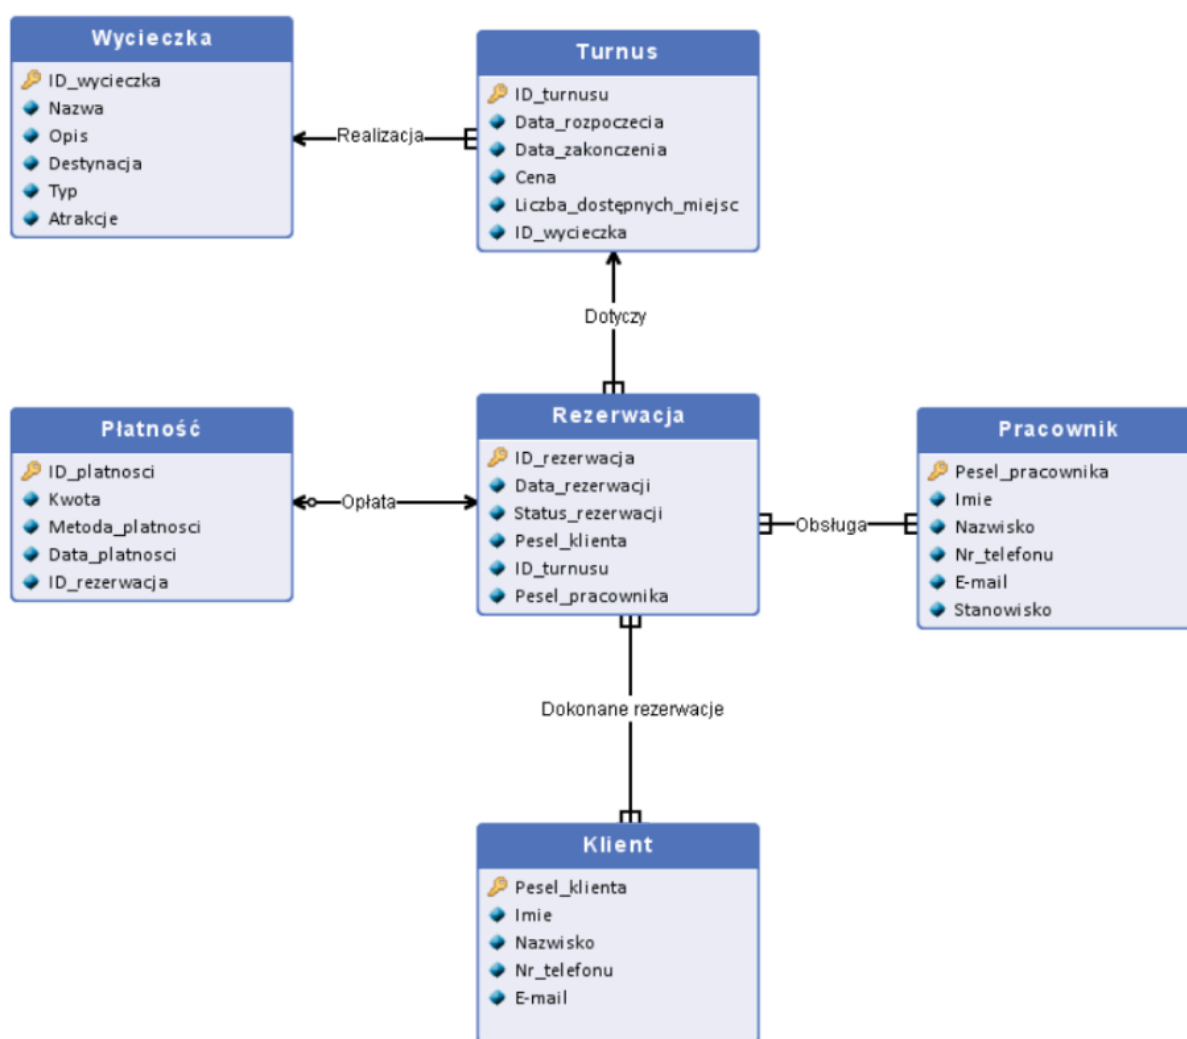 Wycieczka
ID_wycieczka
Nazwa
Opis
Destynacja
Typ
Atrakcje
Realizacja
Turnus
ID_turnusu
Data_rozpoczecia
Data_zakonczenia
Cena
Liczba_dostępnych_miejsc
ID_wycieczka
Dotyczy
Płatność
ID_platnosci
Kwota
Metoda_platnosci
Data_platnosci
ID_rezerwacja
Opłata
Rezerwacja
ID_rezerwacja
Data_rezerwacji
Status_rezerwacji
Pesel_klienta
ID_turnusu
Pesel_pracownika
Obsługa
Pracownik
Pesel_pracownika
Imie
Nazwisko
Nr_telefonu
E-mail
Stanowisko
Dokonane rezerwacje
Klient
Pesel_klienta
Imie
Nazwisko
Nr_telefonu
E-mail